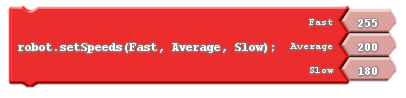 Fast 255
robot.setSpeeds(Fast, Average, Slow); Average 200
Slow 180